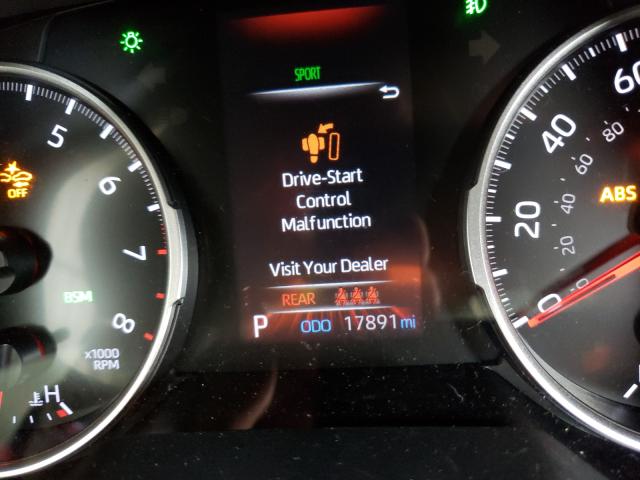 SPORT
5
6
7
8
OFF
BSM
x1000
RPM
H
Drive-Start
Control
Malfunction
Visit Your Dealer
REAR
P ODO 17891 mi
60
80
40
60
20
40
20
0
ABS